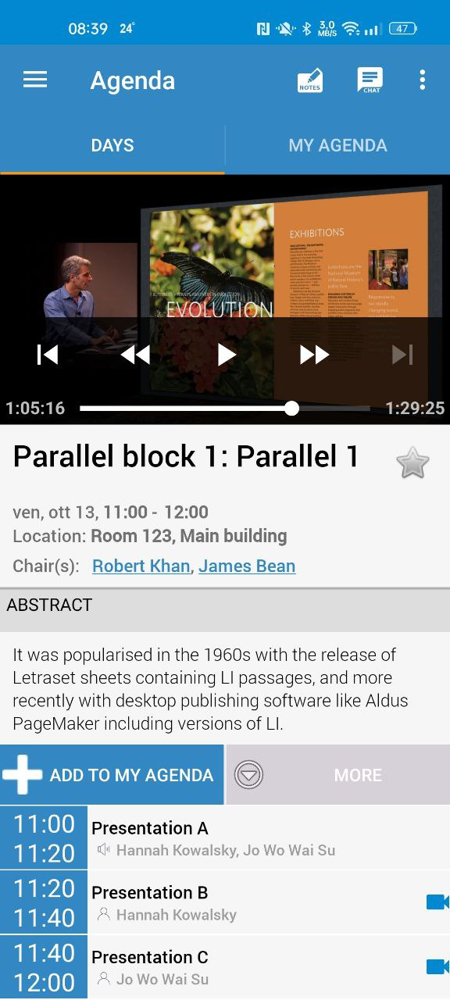 08:39 24° 3.0 MB/S 47
Agenda NOTES CHAT
DAYS MY AGENDA
EXHIBITIONS
EVOLUTION
1:05:16 1:29:25
Parallel block 1: Parallel 1
ven, ott 13, 11:00 - 12:00
Location: Room 123, Main building
Chair(s): Robert Khan, James Bean
ABSTRACT
It was popularised in the 1960s with the release of
Letraset sheets containing LI passages, and more
recently with desktop publishing software like Aldus
PageMaker including versions of LI.
ADD TO MY AGENDA MORE
11:00 Presentation A
11:20 Hannah Kowalsky, Jo Wo Wai Su
11:20 Presentation B
11:40 Hannah Kowalsky
11:40 Presentation C
12:00 Jo Wo Wai Su